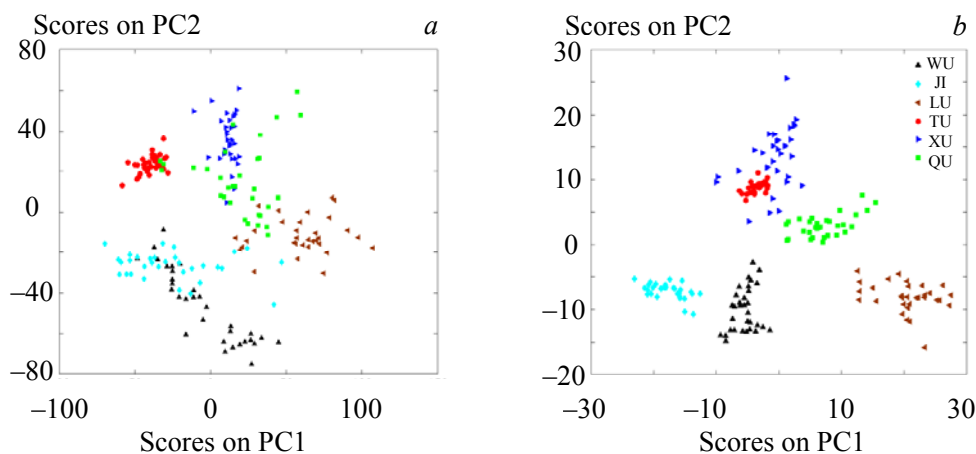 Scores on PC2
a
80
40
0
–40
–80
–100
0
100
Scores on PC1
Scores on PC2
b
30
20
10
0
–10
–20
–30
–10
10
30
Scores on PC1
WU
JI
LU
TU
XU
QU